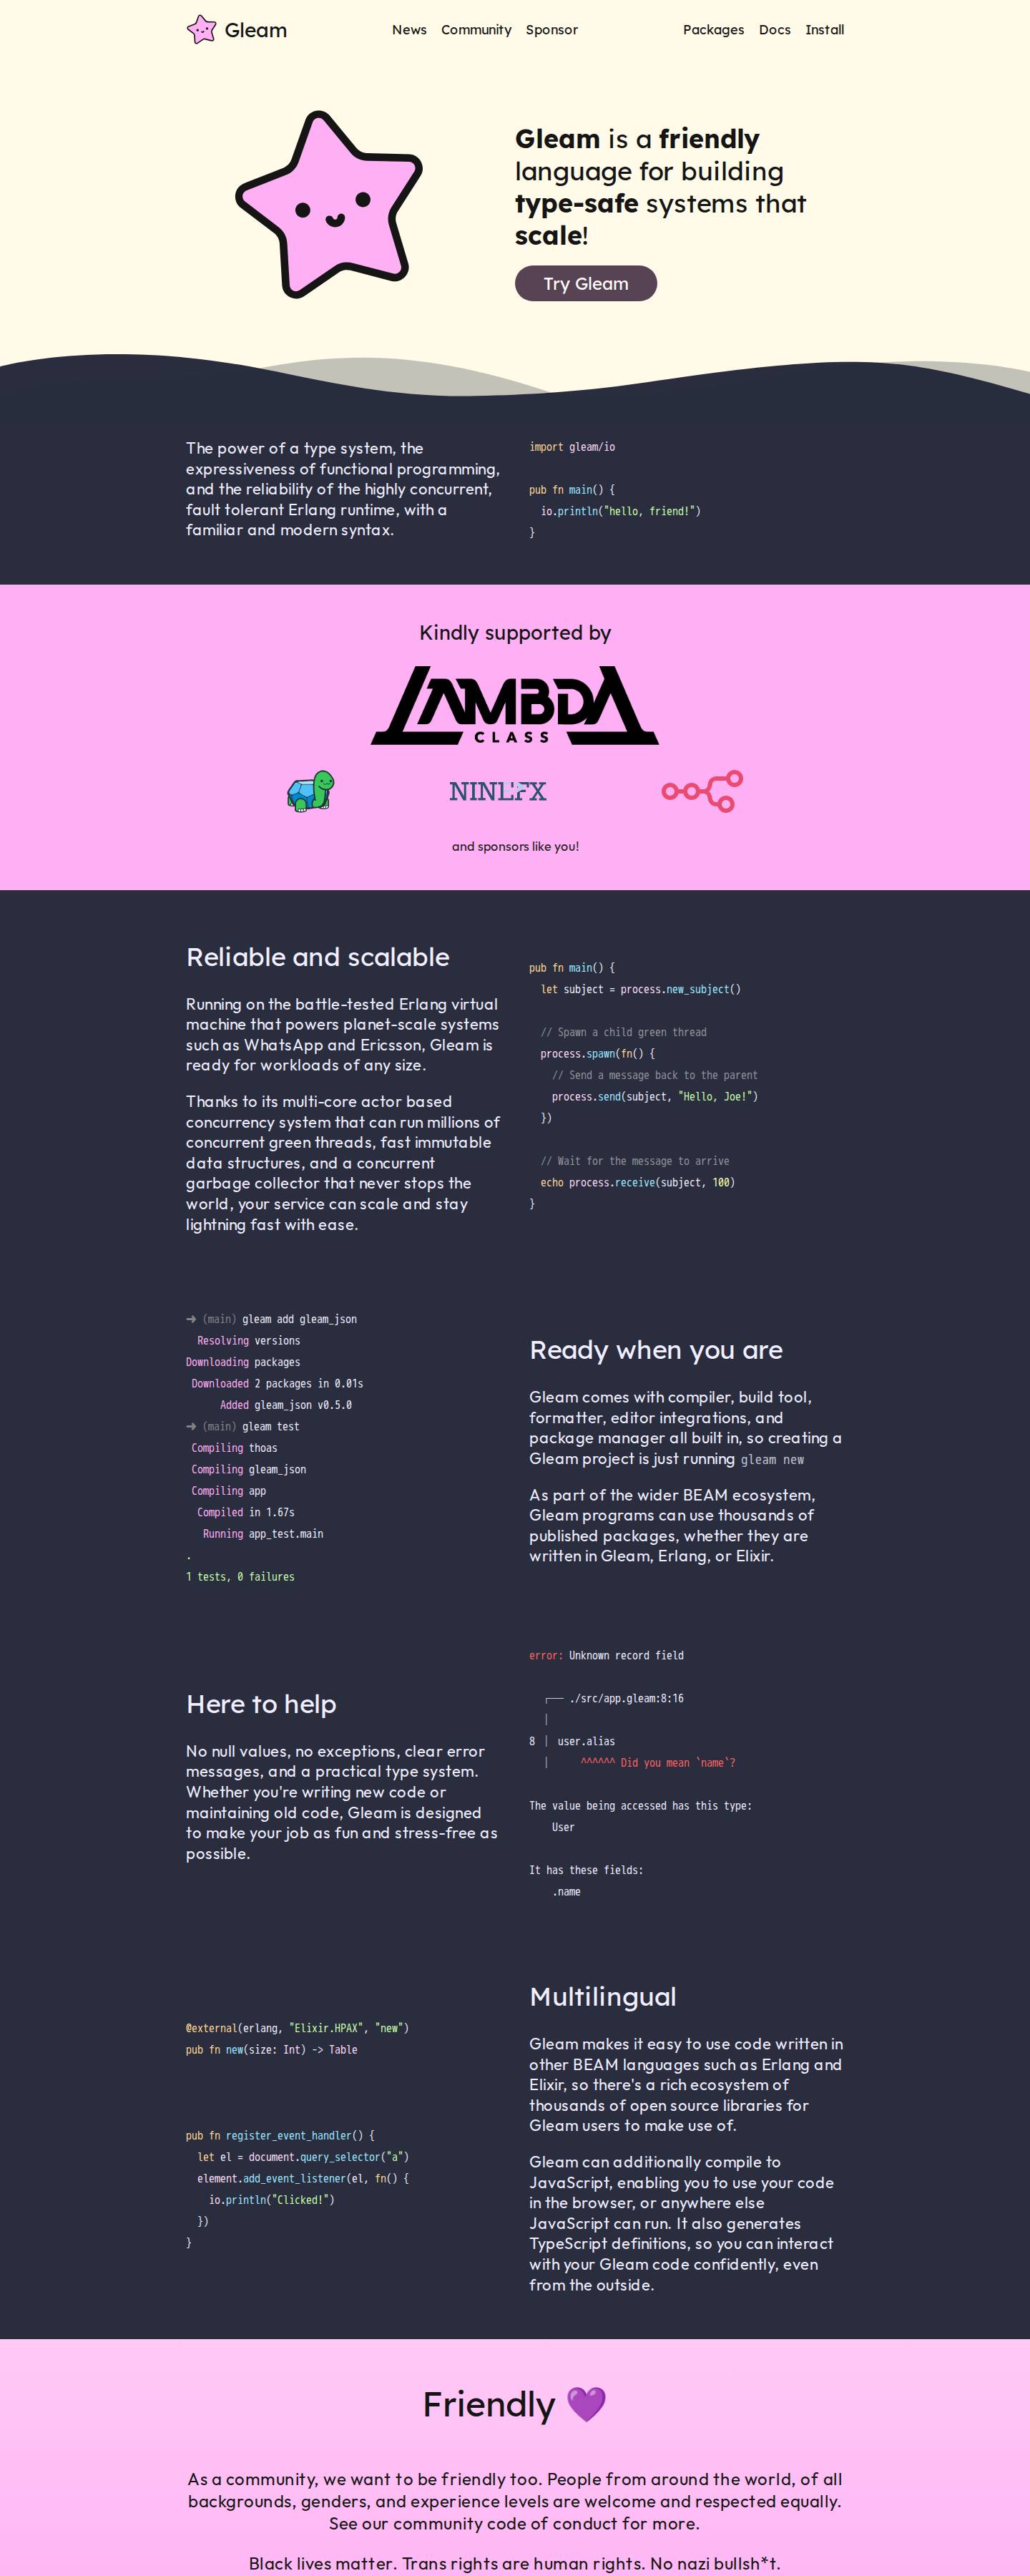 Gleam
News Community Sponsor
Packages Docs Install
Gleam is a friendly
language for building
type-safe systems that
scale!
Try Gleam
The power of a type system, the
expressiveness of functional programming,
and the reliability of the highly concurrent,
fault tolerant Erlang runtime, with a
familiar and modern syntax.
import gleam/io
pub fn main() {
  io.println("hello, friend!")
}
Kindly supported by
LAMBDA
CLASS
NINEFX
and sponsors like you!
Reliable and scalable
Running on the battle-tested Erlang virtual
machine that powers planet-scale systems
such as WhatsApp and Ericsson, Gleam is
ready for workloads of any size.
Thanks to its multi-core actor based
concurrency system that can run millions of
concurrent green threads, fast immutable
data structures, and a concurrent
garbage collector that never stops the
world, your service can scale and stay
lightning fast with ease.
pub fn main() {
  let subject = process.new_subject()
  // Spawn a child green thread
  process.spawn(fn() {
    // Send a message back to the parent
    process.send(subject, "Hello, Joe!")
  })
  // Wait for the message to arrive
  echo process.receive(subject, 100)
}
➜ (main) gleam add gleam_json
  Resolving versions
Downloading packages
 Downloaded 2 packages in 0.01s
      Added gleam_json v0.5.0
➜ (main) gleam test
 Compiling thoas
 Compiling gleam_json
 Compiling app
  Compiled in 1.67s
   Running app_test.main
.
1 tests, 0 failures
Ready when you are
Gleam comes with compiler, build tool,
formatter, editor integrations, and
package manager all built in, so creating a
Gleam project is just running gleam new
As part of the wider BEAM ecosystem,
Gleam programs can use thousands of
published packages, whether they are
written in Gleam, Erlang, or Elixir.
Here to help
No null values, no exceptions, clear error
messages, and a practical type system.
Whether you're writing new code or
maintaining old code, Gleam is designed
to make your job as fun and stress-free as
possible.
error: Unknown record field
  ┌── ./src/app.gleam:8:16
  │
8 │ user.alias
  │     ^^^^^^ Did you mean `name`?
The value being accessed has this type:
    User
It has these fields:
    .name
@external(erlang, "Elixir.HPAX", "new")
pub fn new(size: Int) -> Table
pub fn register_event_handler() {
  let el = document.query_selector("a")
  element.add_event_listener(el, fn() {
    io.println("Clicked!")
  })
}
Multilingual
Gleam makes it easy to use code written in
other BEAM languages such as Erlang and
Elixir, so there's a rich ecosystem of
thousands of open source libraries for
Gleam users to make use of.
Gleam can additionally compile to
JavaScript, enabling you to use your code
in the browser, or anywhere else
JavaScript can run. It also generates
TypeScript definitions, so you can interact
with your Gleam code confidently, even
from the outside.
Friendly 💜
As a community, we want to be friendly too. People from around the world, of all
backgrounds, genders, and experience levels are welcome and respected equally.
See our community code of conduct for more.
Black lives matter. Trans rights are human rights. No nazi bullsh*t.